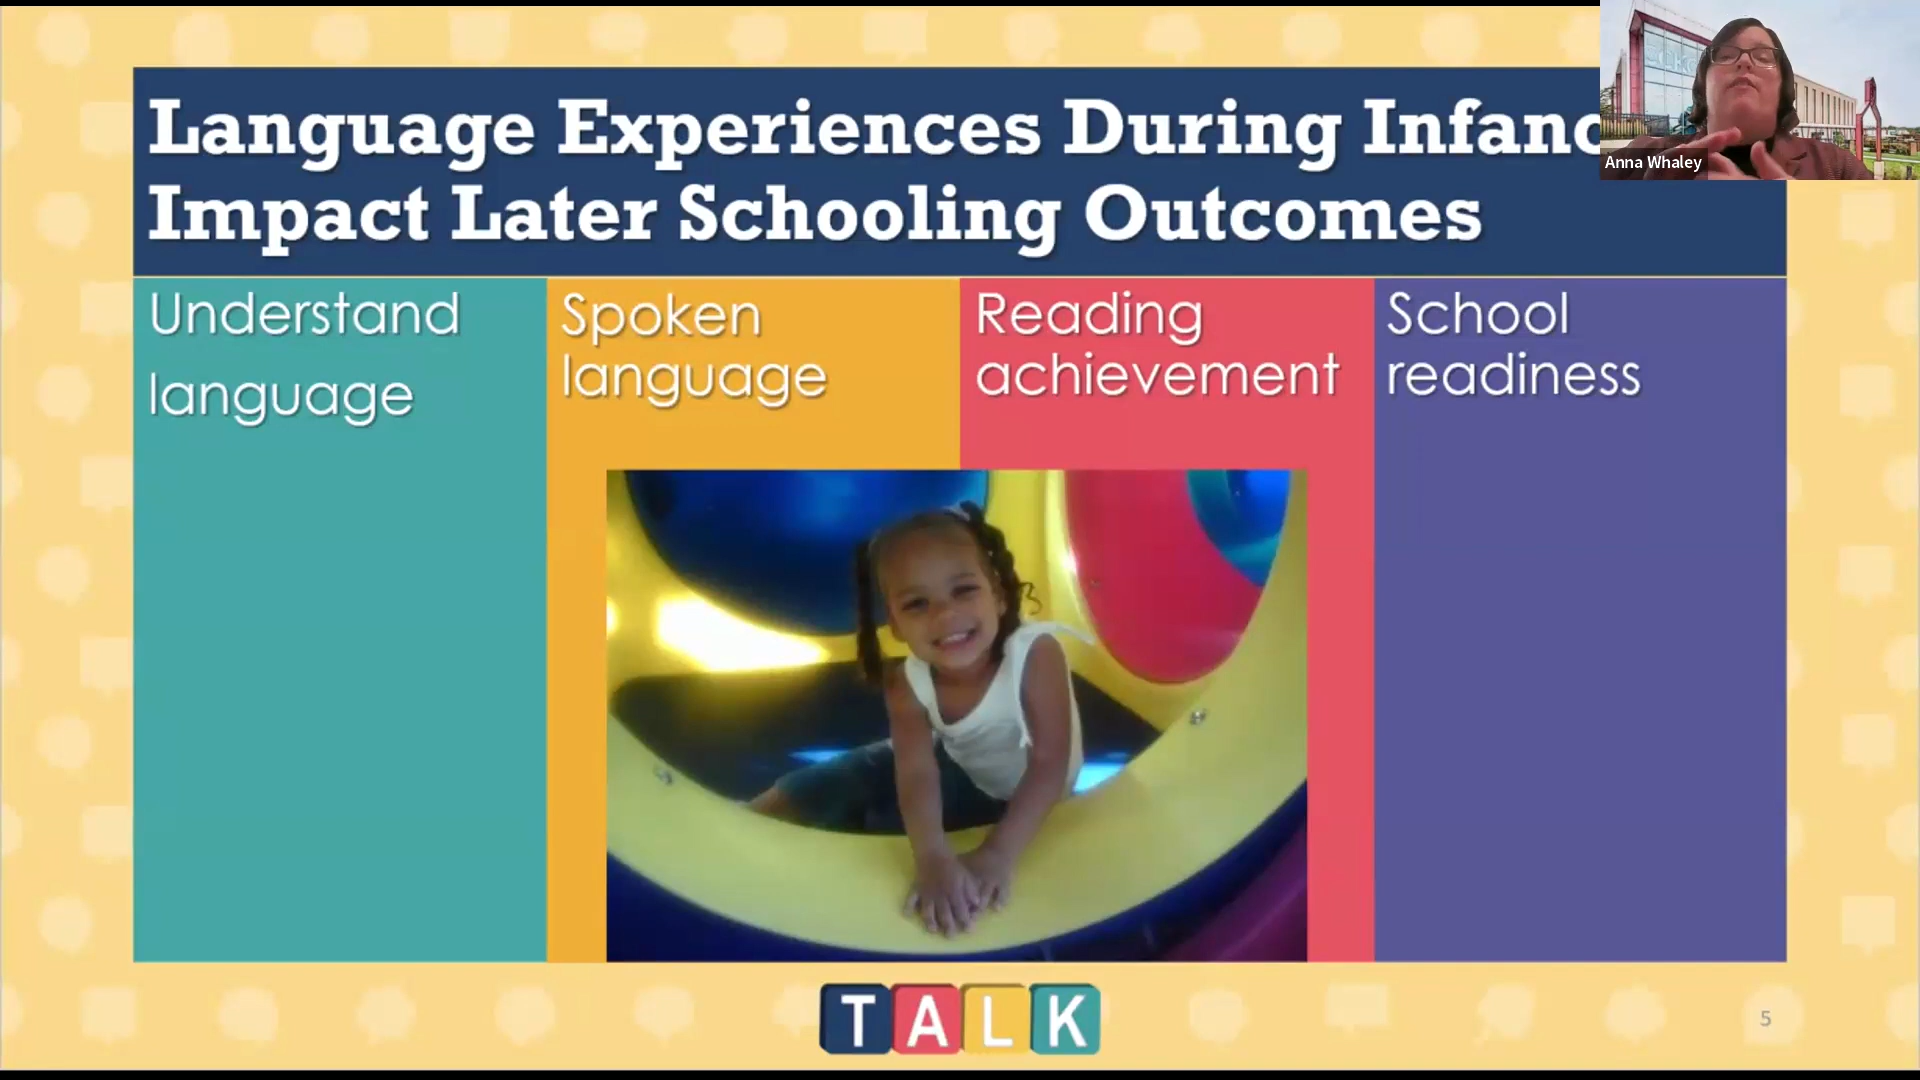 Language Experiences During Infanc
Impact Later Schooling Outcomes
Anna Whaley
Understand
language
Spoken
language
Reading
achievement
School
readiness
TALK
5